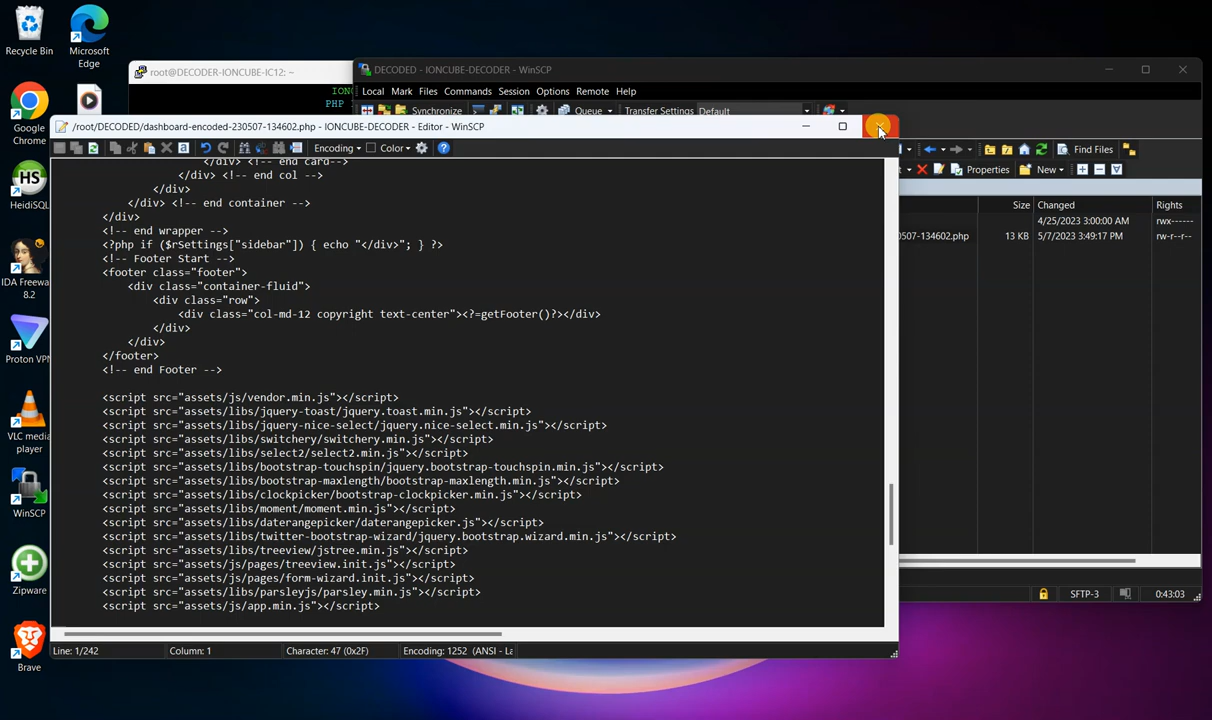 Recycle Bin
Microsoft Edge
Google Chrome
HeidiSQL
IDA Freeware 8.2
Proton VPN
VLC media player
WinSCP
Zipware
Brave
root@DECODER-IONCUBE-IC12: ~
IONC
PHP
DECODED - IONCUBE-DECODER - WinSCP
Local Mark Files Commands Session Options Remote Help
Synchronize Queue Transfer Settings Default
Find Files
Properties New
Size Changed Rights
4/25/2023 3:00:00 AM rwx------
0507-134602.php 13 KB 5/7/2023 3:49:17 PM rw-r--r--
SFTP-3 0:43:03
/root/DECODED/dashboard-encoded-230507-134602.php - IONCUBE-DECODER - Editor - WinSCP
Encoding Color
</div> <!-- end card-->
</div> <!-- end col -->
</div>
</div> <!-- end container -->
</div>
<!-- end wrapper -->
<?php if ($rSettings["sidebar"]) { echo "</div>"; } ?>
<!-- Footer Start -->
<footer class="footer">
<div class="container-fluid">
<div class="row">
<div class="col-md-12 copyright text-center"><?=getFooter()?></div>
</div>
</div>
</footer>
<!-- end Footer -->
<script src="assets/js/vendor.min.js"></script>
<script src="assets/libs/jquery-toast/jquery.toast.min.js"></script>
<script src="assets/libs/jquery-nice-select/jquery.nice-select.min.js"></script>
<script src="assets/libs/switchery/switchery.min.js"></script>
<script src="assets/libs/select2/select2.min.js"></script>
<script src="assets/libs/bootstrap-touchspin/jquery.bootstrap-touchspin.min.js"></script>
<script src="assets/libs/bootstrap-maxlength/bootstrap-maxlength.min.js"></script>
<script src="assets/libs/clockpicker/bootstrap-clockpicker.min.js"></script>
<script src="assets/libs/moment/moment.min.js"></script>
<script src="assets/libs/daterangepicker/daterangepicker.js"></script>
<script src="assets/libs/twitter-bootstrap-wizard/jquery.bootstrap.wizard.min.js"></script>
<script src="assets/libs/treeview/jstree.min.js"></script>
<script src="assets/js/pages/treeview.init.js"></script>
<script src="assets/js/pages/form-wizard.init.js"></script>
<script src="assets/libs/parsleyjs/parsley.min.js"></script>
<script src="assets/js/app.min.js"></script>
Line: 1/242 Column: 1 Character: 47 (0x2F) Encoding: 1252 (ANSI - La